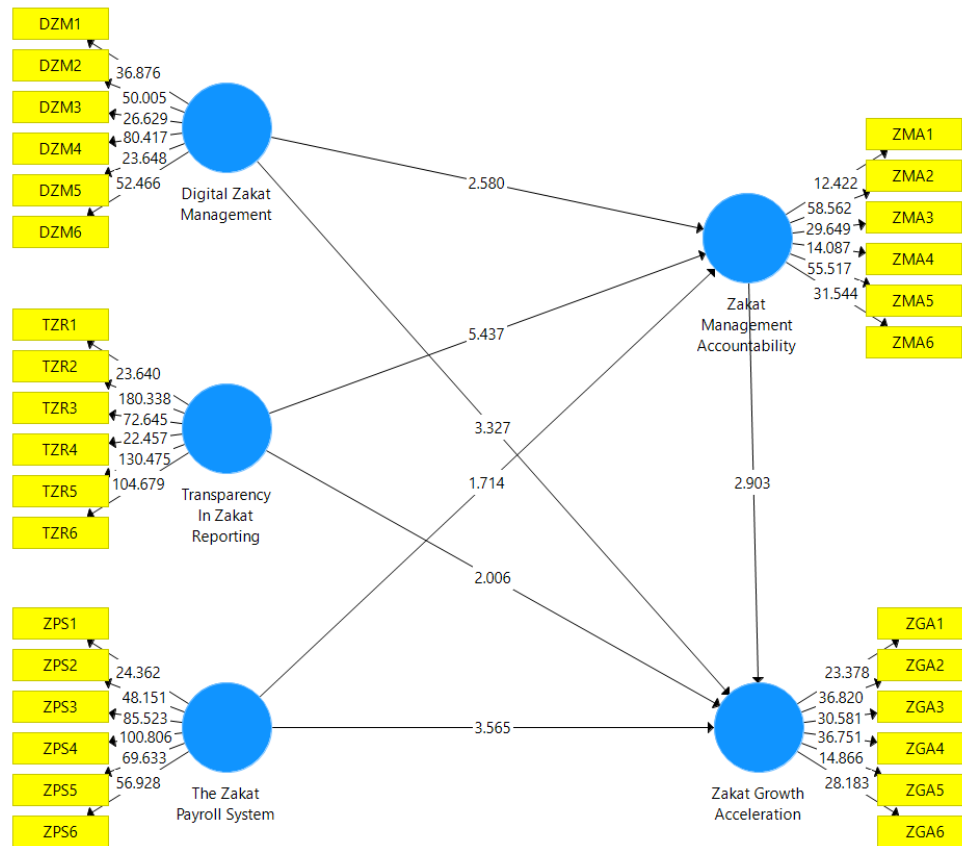 DZM1
DZM2
DZM3
DZM4
DZM5
DZM6
36.876
50.005
26.629
80.417
23.648
52.466
Digital Zakat
Management
TZR1
TZR2
TZR3
TZR4
TZR5
TZR6
23.640
180.338
72.645
22.457
130.475
104.679
Transparency
In Zakat
Reporting
ZPS1
ZPS2
ZPS3
ZPS4
ZPS5
ZPS6
24.362
48.151
85.523
100.806
69.633
56.928
The Zakat
Payroll System
2.580
5.437
3.327
1.714
2.903
2.006
3.565
ZMA1
ZMA2
ZMA3
ZMA4
ZMA5
ZMA6
12.422
58.562
29.649
14.087
55.517
31.544
Zakat
Management
Accountability
ZGA1
ZGA2
ZGA3
ZGA4
ZGA5
ZGA6
23.378
36.820
30.581
36.751
14.866
28.183
Zakat Growth
Acceleration